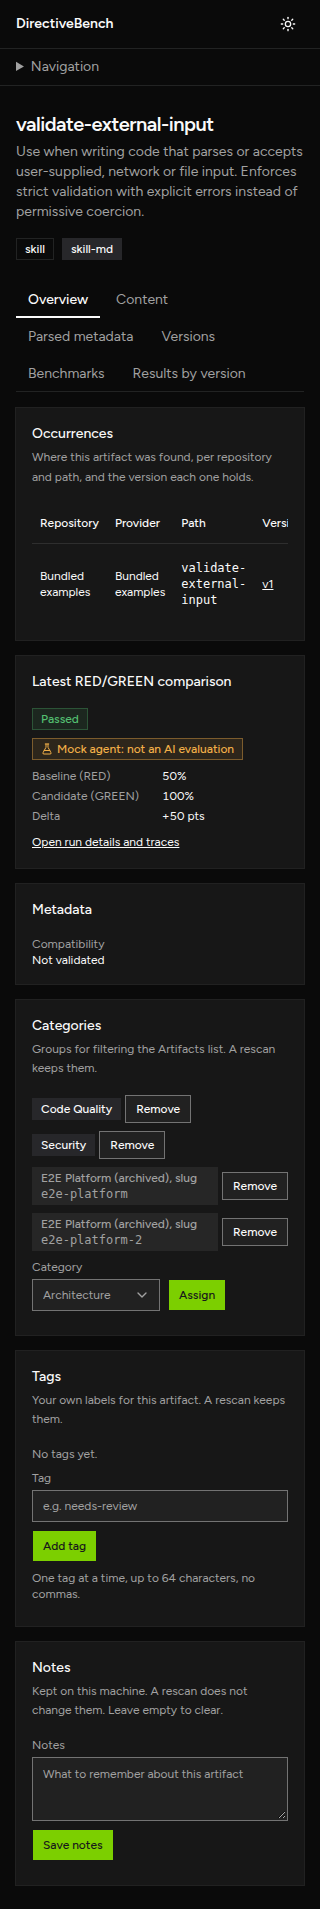 DirectiveBench
Navigation
validate-external-input
Use when writing code that parses or accepts
user-supplied, network or file input. Enforces
strict validation with explicit errors instead of
permissive coercion.
skill skill-md
Overview Content
Parsed metadata Versions
Benchmarks Results by version
Occurrences
Where this artifact was found, per repository
and path, and the version each one holds.
Repository Provider Path Versi
Bundled examples Bundled examples validate-external-input v1
Latest RED/GREEN comparison
Passed
Mock agent: not an AI evaluation
Baseline (RED) 50%
Candidate (GREEN) 100%
Delta +50 pts
Open run details and traces
Metadata
Compatibility
Not validated
Categories
Groups for filtering the Artifacts list. A rescan
keeps them.
Code Quality Remove
Security Remove
E2E Platform (archived), slug
e2e-platform Remove
E2E Platform (archived), slug
e2e-platform-2 Remove
Category
Architecture Assign
Tags
Your own labels for this artifact. A rescan keeps
them.
No tags yet.
Tag
e.g. needs-review
Add tag
One tag at a time, up to 64 characters, no
commas.
Notes
Kept on this machine. A rescan does not
change them. Leave empty to clear.
Notes
What to remember about this artifact
Save notes